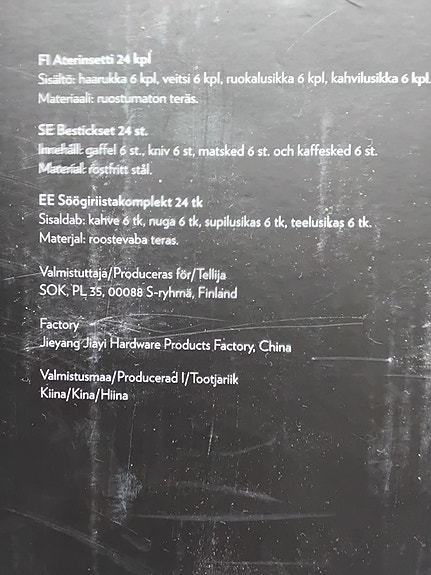 FI Aterinsetti 24 kpl
Sisältö: haarukka 6 kpl, veitsi 6 kpl, ruokalusikka 6 kpl, kahvilusikka 6 kpl.
Materiaali: ruostumaton teräs.
SE Bestickset 24 st.
Innehåll: gaffel 6 st., kniv 6 st, matsked 6 st. och kaffesked 6 st.
Material: rostfritt stål.
EE Söögiriistakomplekt 24 tk
Sisaldab: kahve 6 tk, nuga 6 tk, supilusikas 6 tk, teelusikas 6 tk.
Materjal: roostevaba teras.
Valmistuttaja/Produceras för/Tellija
SOK, PL 35, 00088 S-ryhmä, Finland
Factory
Jieyang Jiayi Hardware Products Factory, China
Valmistusmaa/Producerad I/Tootjariik
Kiina/Kina/Hiina